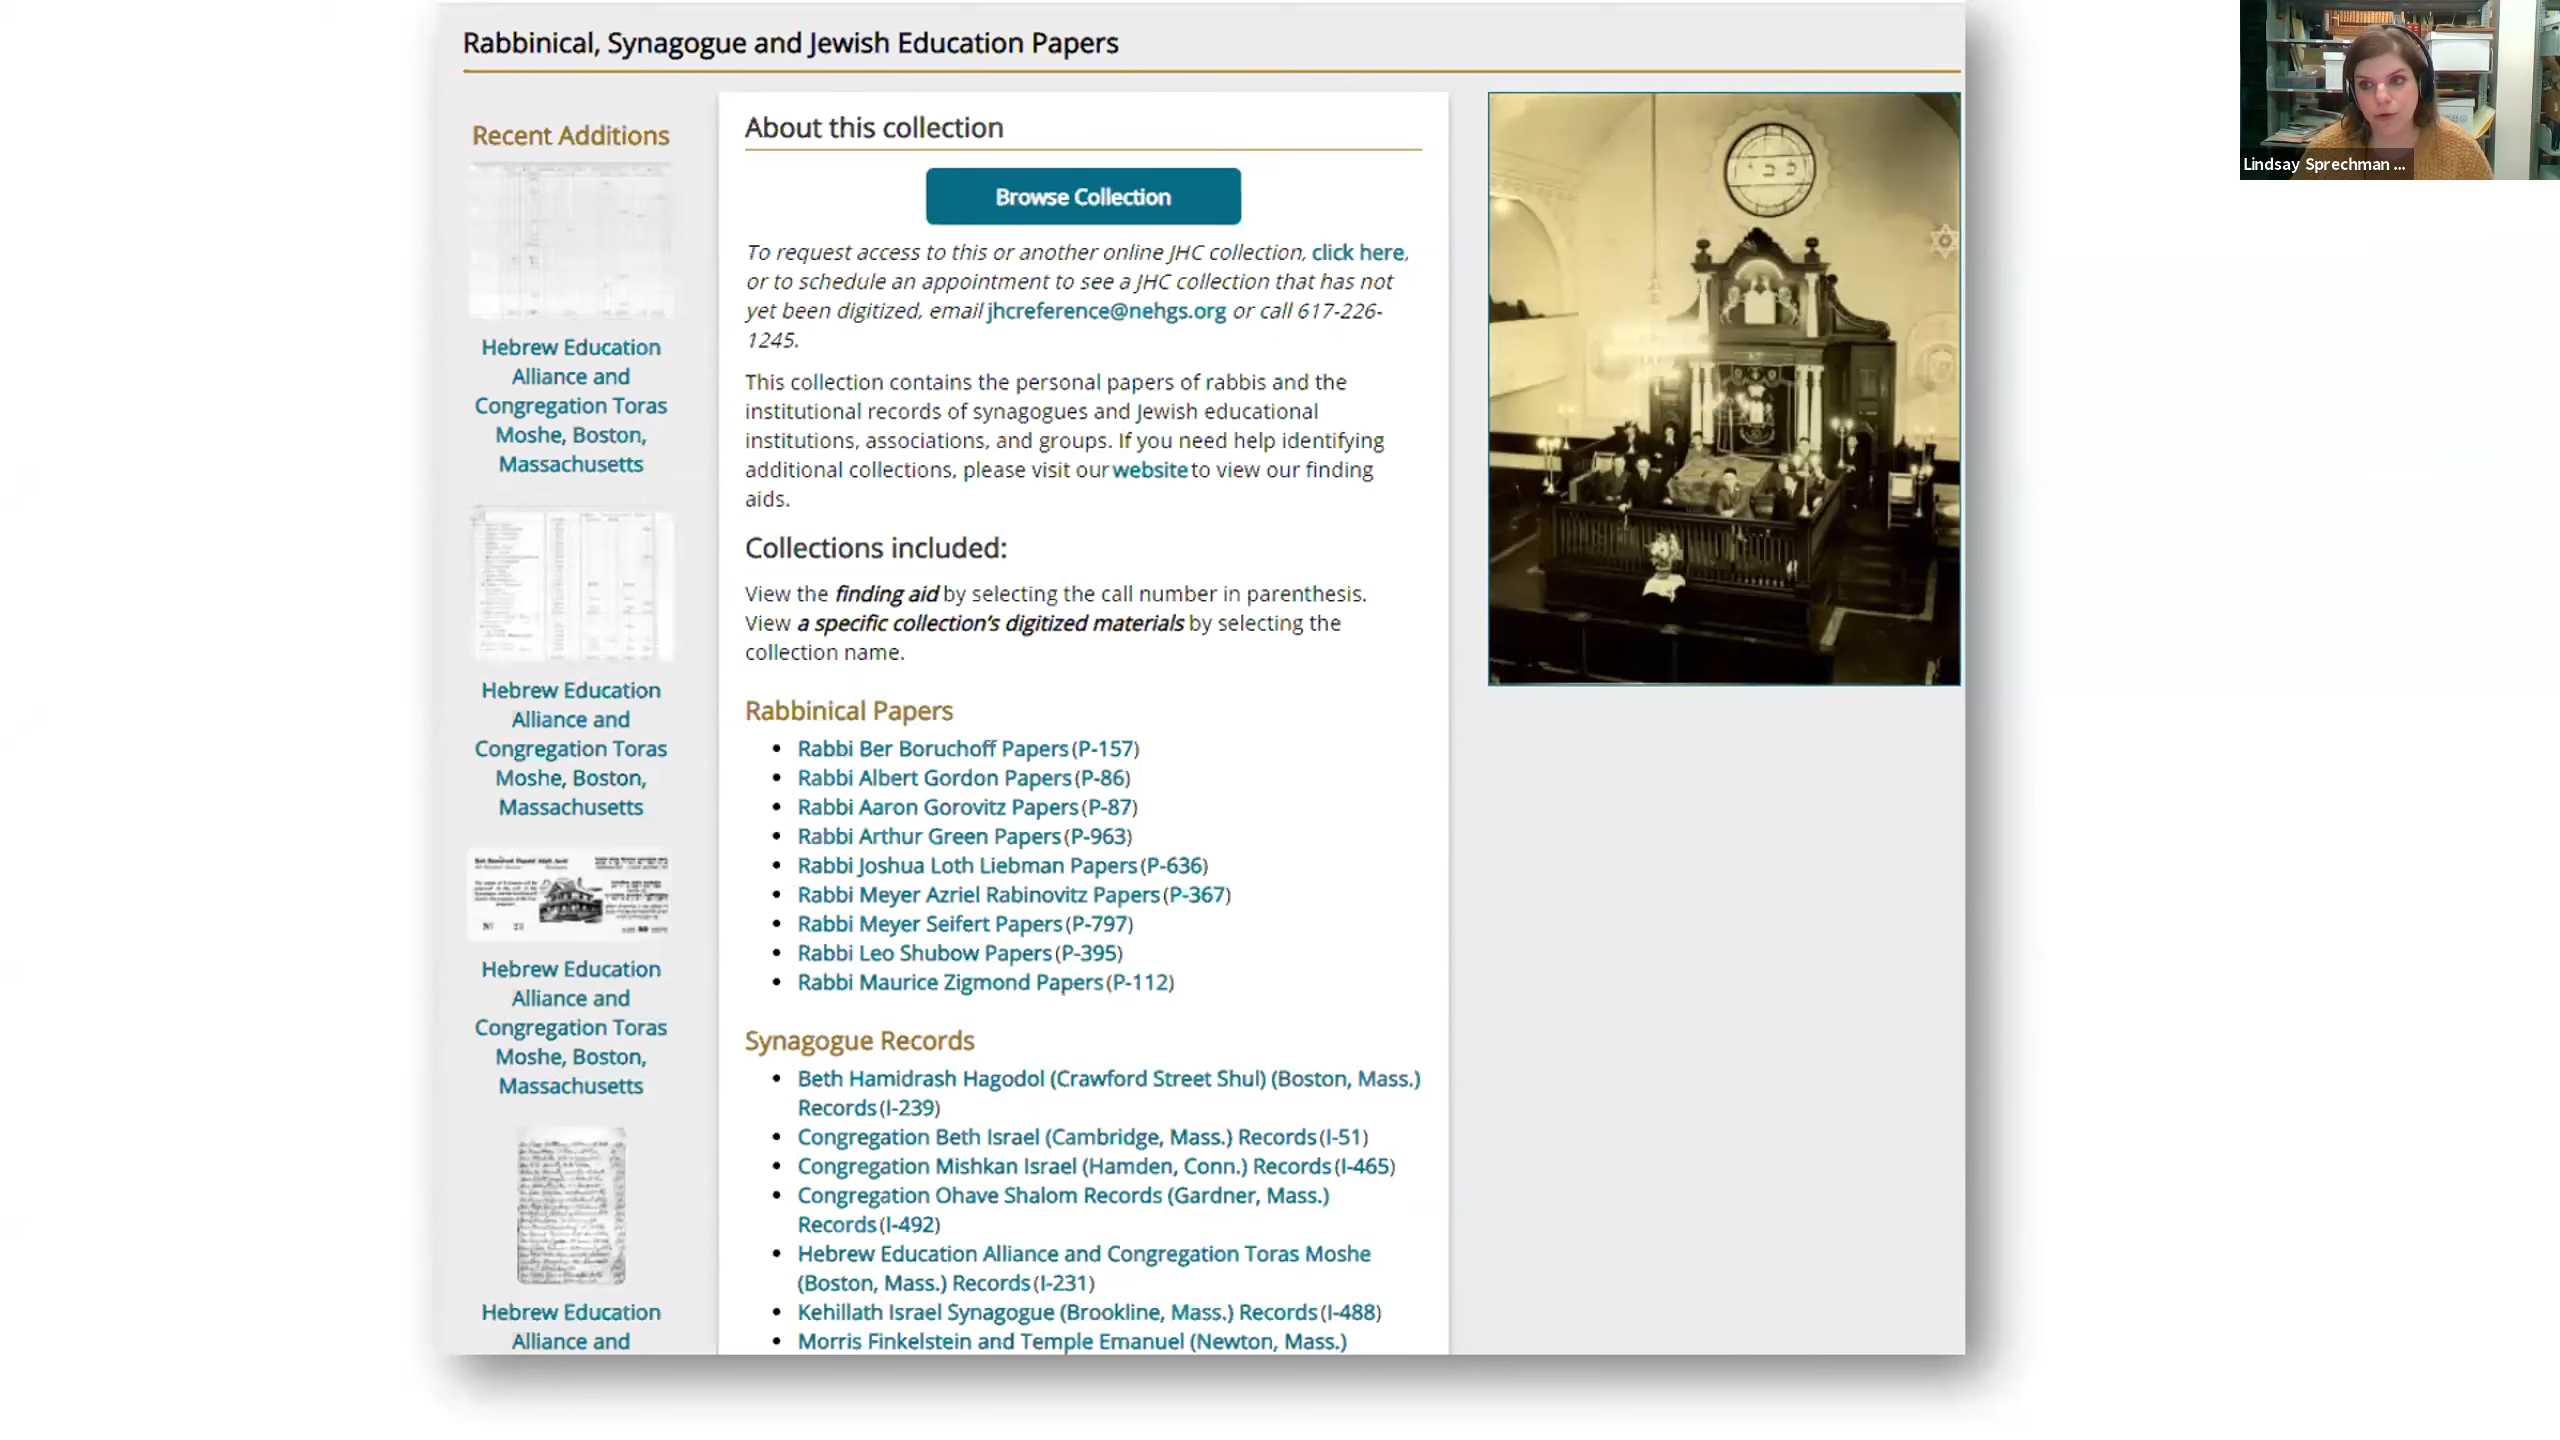 Rabbinical, Synagogue and Jewish Education Papers
Recent Additions
Hebrew Education
Alliance and
Congregation Toras
Moshe, Boston,
Massachusetts
Hebrew Education
Alliance and
Congregation Toras
Moshe, Boston,
Massachusetts
Hebrew Education
Alliance and
Congregation Toras
Moshe, Boston,
Massachusetts
Hebrew Education
Alliance and
About this collection
Browse Collection
To request access to this or another online JHC collection, click here,
or to schedule an appointment to see a JHC collection that has not
yet been digitized, email jhcreference@nehgs.org or call 617-226-
1245.
This collection contains the personal papers of rabbis and the
institutional records of synagogues and Jewish educational
institutions, associations, and groups. If you need help identifying
additional collections, please visit our website to view our finding
aids.
Collections included:
View the finding aid by selecting the call number in parenthesis.
View a specific collection's digitized materials by selecting the
collection name.
Rabbinical Papers
Rabbi Ber Boruchoff Papers (P-157)
Rabbi Albert Gordon Papers (P-86)
Rabbi Aaron Gorovitz Papers (P-87)
Rabbi Arthur Green Papers (P-963)
Rabbi Joshua Loth Liebman Papers (P-636)
Rabbi Meyer Azriel Rabinovitz Papers (P-367)
Rabbi Meyer Seifert Papers (P-797)
Rabbi Leo Shubow Papers (P-395)
Rabbi Maurice Zigmond Papers (P-112)
Synagogue Records
Beth Hamidrash Hagodol (Crawford Street Shul) (Boston, Mass.)
Records (I-239)
Congregation Beth Israel (Cambridge, Mass.) Records (I-51)
Congregation Mishkan Israel (Hamden, Conn.) Records (I-465)
Congregation Ohave Shalom Records (Gardner, Mass.)
Records (I-492)
Hebrew Education Alliance and Congregation Toras Moshe
(Boston, Mass.) Records (I-231)
Kehillath Israel Synagogue (Brookline, Mass.) Records (I-488)
Morris Finkelstein and Temple Emanuel (Newton, Mass.)
Lindsay Sprechman ...